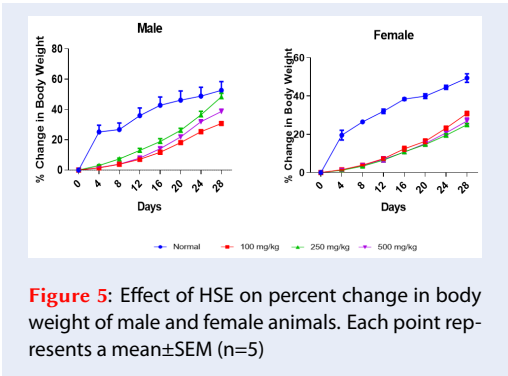 Male
Female
% Change in Body Weight
80
60
40
20
0
0 4 8 12 16 20 24 28
Days
% Change in Body Weight
60
40
20
0
0 4 8 12 16 20 24 28
Days
Normal 100 mg/kg 250 mg/kg 500 mg/kg
Figure 5: Effect of HSE on percent change in body
weight of male and female animals. Each point rep-
resents a mean±SEM (n=5)